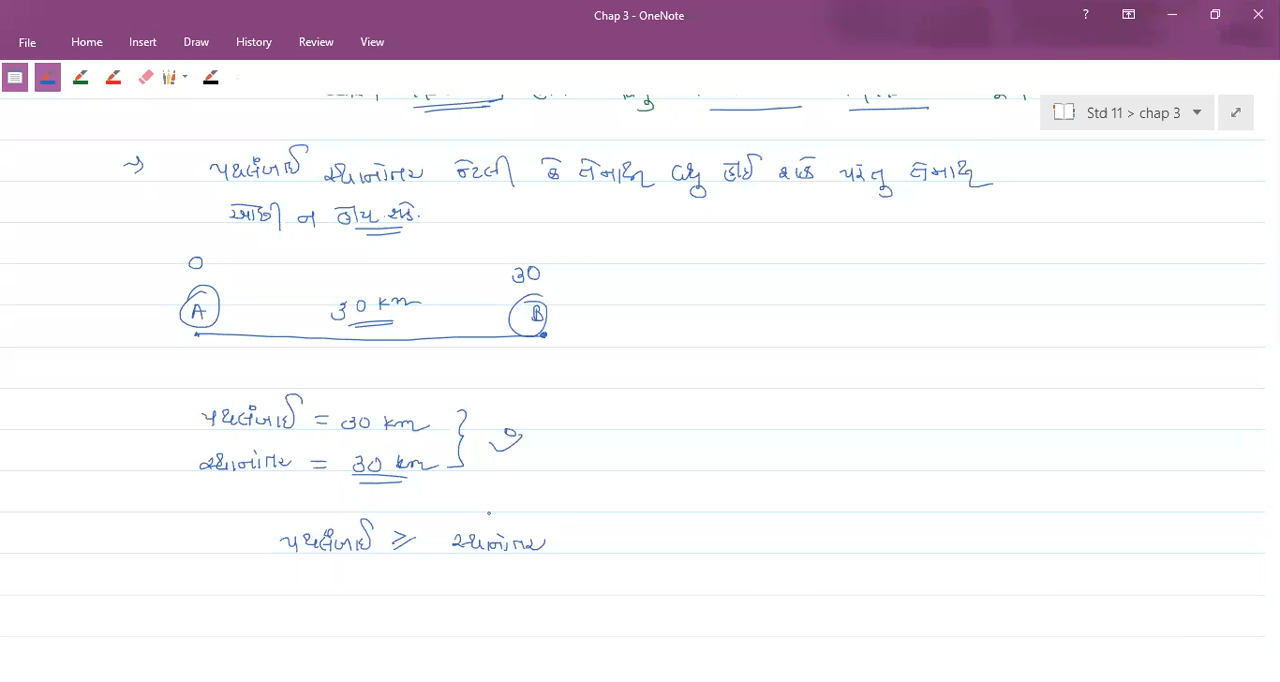 Chap 3 - OneNote
?
File Home Insert Draw History Review View
Std 11 > chap 3
→ પથલંબાઈ સ્થાનાંતર જેટલી કે તેનાથી વધુ હોઈ શકે પરંતુ તેનાથી
ઓછી ન હોય શકે.
0 30
A 30 km B
પથલંબાઈ = 30 km
સ્થાનાંતર = 30 km
પથલંબાઈ ≥ સ્થાનાંતર